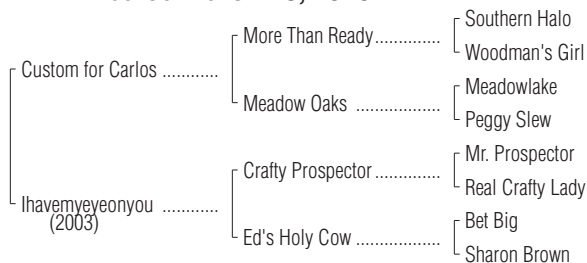 Southern Halo
More Than Ready..............
Woodman's Girl
Custom for Carlos ............
Meadowlake
Meadow Oaks ..................
Peggy Slew
Mr. Prospector
Crafty Prospector ..............
Real Crafty Lady
Ihavemyeyeonyou ............
(2003)
Bet Big
Ed's Holy Cow ..................
Sharon Brown